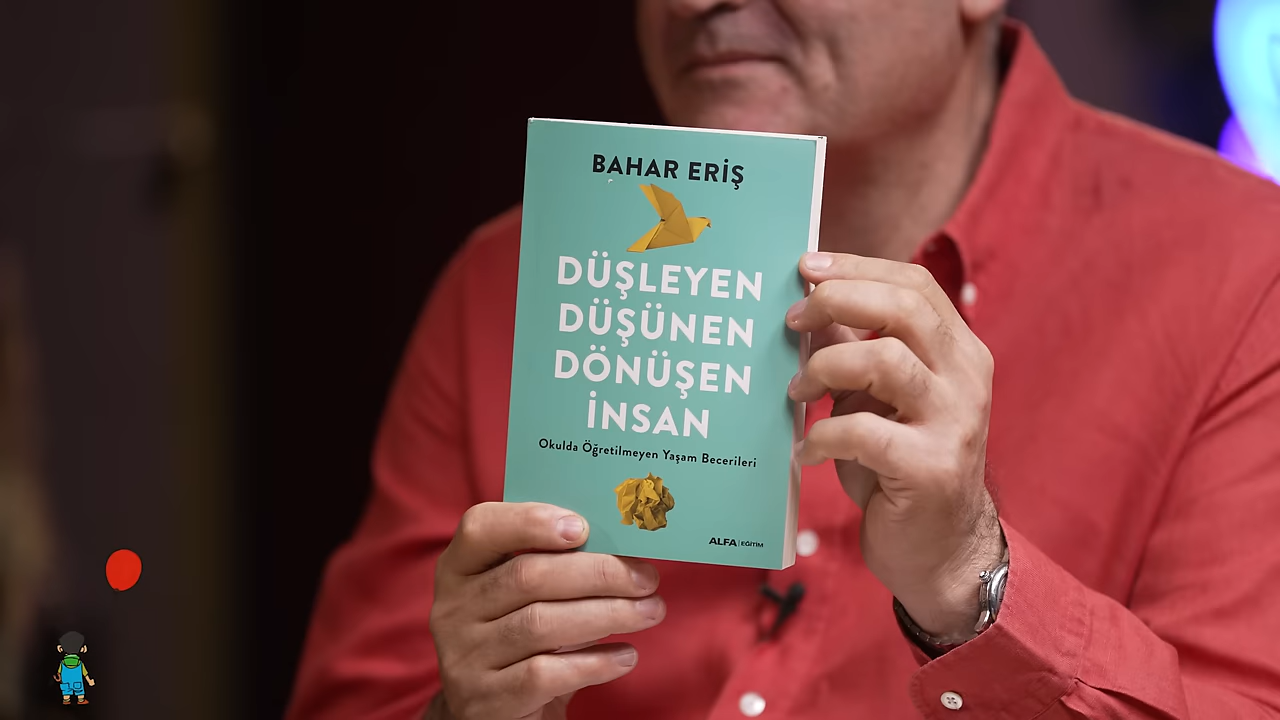 BAHAR ERİŞ
DÜŞLEYEN
DÜŞÜNEN
DÖNÜŞEN
İNSAN
Okulda Öğretilmeyen Yaşam Becerileri
ALFA | EĞİTİM